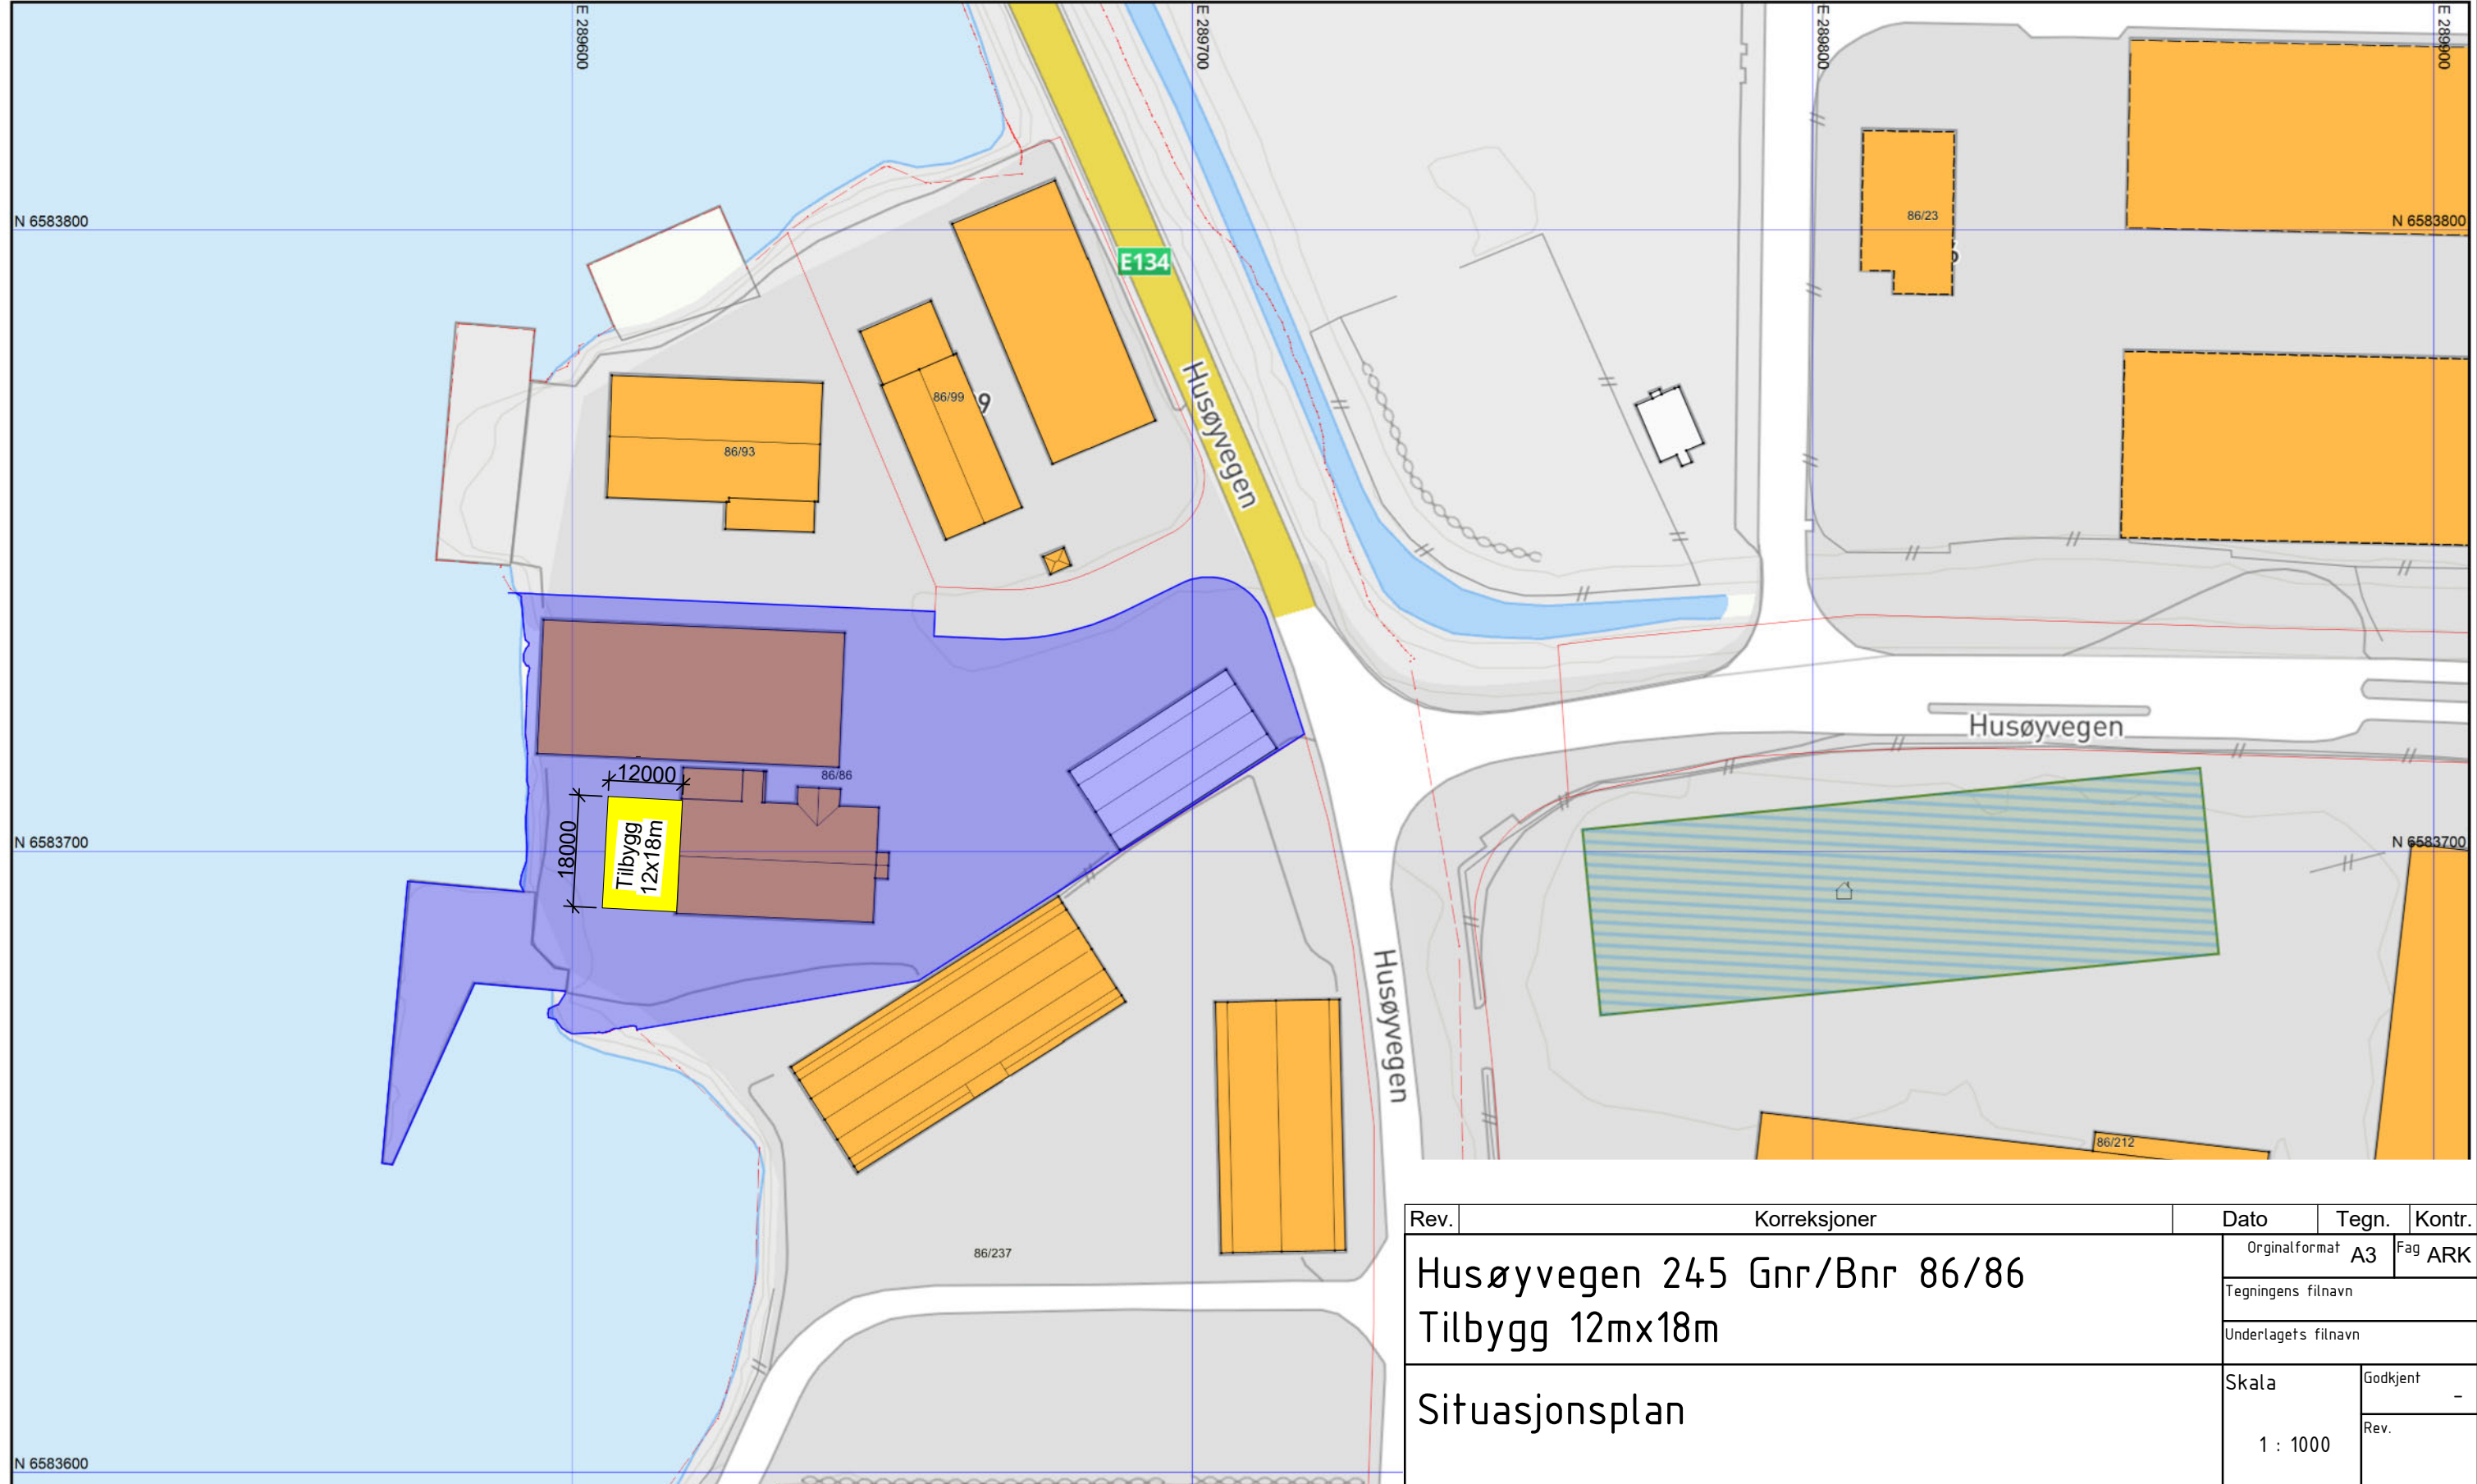 E 289600
E 289700
E 289800
E 289900
N 6583800
N 6583800
86/23
E134
86/99
9
86/93
Husøyvegen
Husøyvegen
12000
86/86
18000
Tilbygg
12x18m
N 6583700
N 6583700
Husøyvegen
86/212
86/237
N 6583600
Rev.
Korreksjoner
Dato
Tegn.
Kontr.
Husøyvegen 245 Gnr/Bnr 86/86
Tilbygg 12mx18m
Orginalformat A3
Fag ARK
Tegningens filnavn
Underlagets filnavn
Situasjonsplan
Skala
1 : 1000
Godkjent
-
Rev.